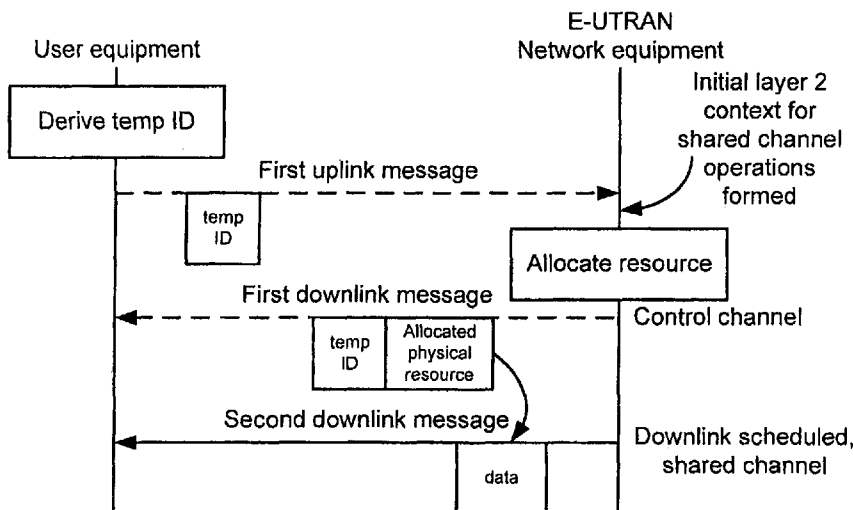 E-UTRAN
User equipment
Network equipment
Derive temp ID
Initial layer 2
context for
shared channel
operations
formed
First uplink message
temp
ID
Allocate resource
First downlink message
Control channel
temp
ID
Allocated
physical
resource
Second downlink message
Downlink scheduled,
shared channel
data